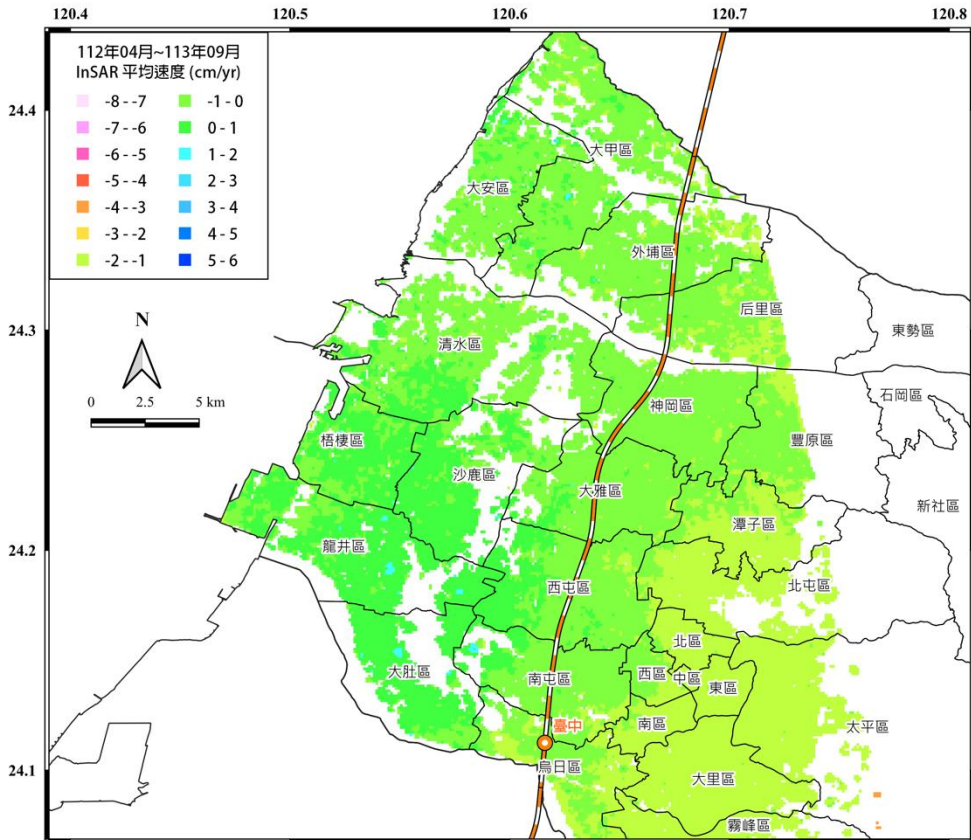 120.4 120.5 120.6 120.7 120.8
112年04月~113年09月
InSAR 平均速度 (cm/yr)
-8 - -7 -1 - 0
-7 - -6 0 - 1
-6 - -5 1 - 2
-5 - -4 2 - 3
-4 - -3 3 - 4
-3 - -2 4 - 5
-2 - -1 5 - 6
24.4
大甲區
大安區
外埔區
24.3
后里區
東勢區
N
清水區
0 2.5 5 km
石岡區
神岡區
梧棲區
豐原區
沙鹿區
大雅區
新社區
潭子區
24.2
龍井區
西屯區
北屯區
北區
大肚區
南屯區
西區
中區
東區
南區
臺中
太平區
24.1
烏日區
大里區
霧峰區